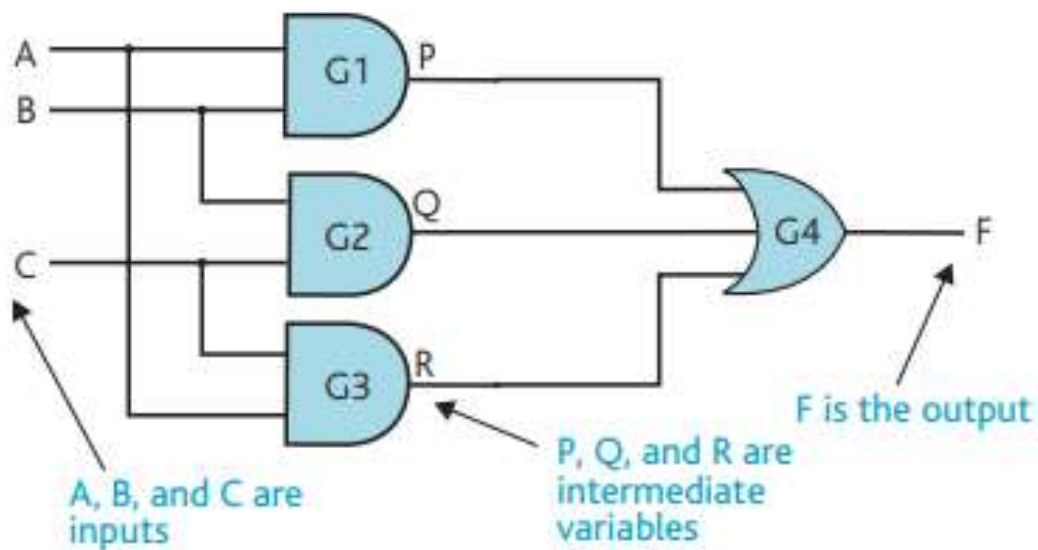 A
B
C
G1
P
G2
Q
G3
R
G4
F
A, B, and C are
inputs
P, Q, and R are
intermediate
variables
F is the output